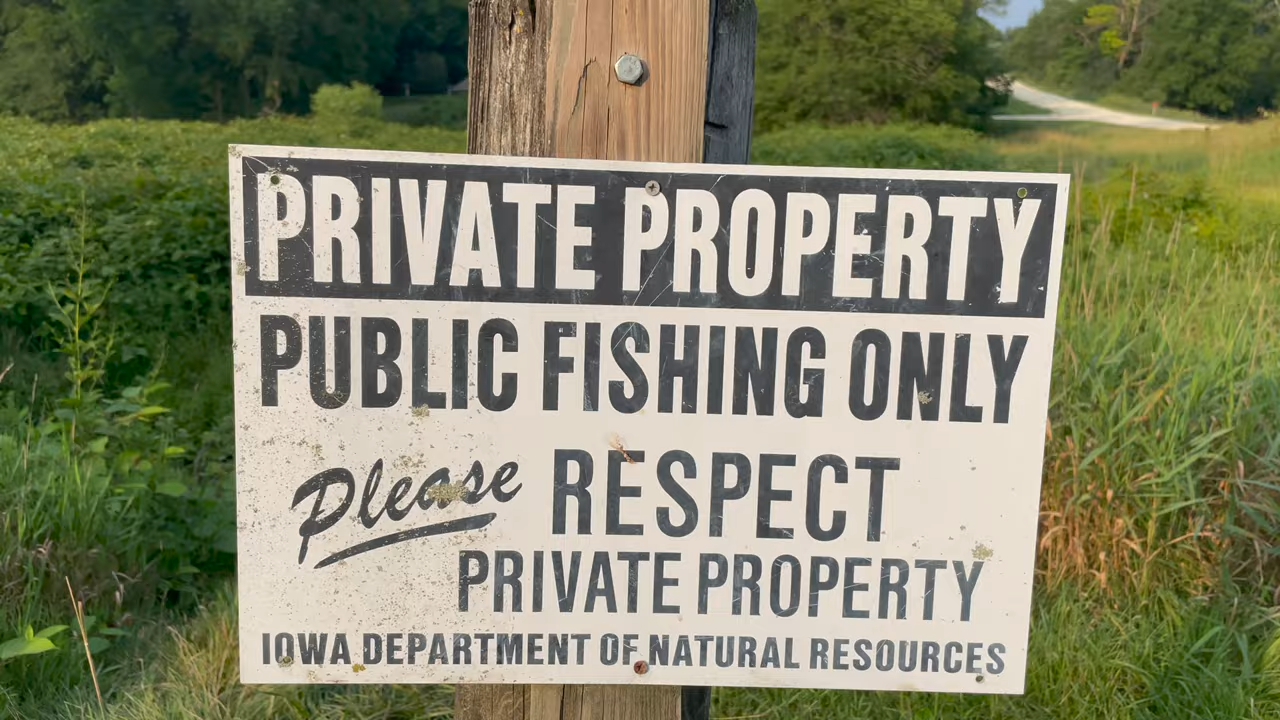 PRIVATE PROPERTY
PUBLIC FISHING ONLY
Please RESPECT
PRIVATE PROPERTY
IOWA DEPARTMENT OF NATURAL RESOURCES